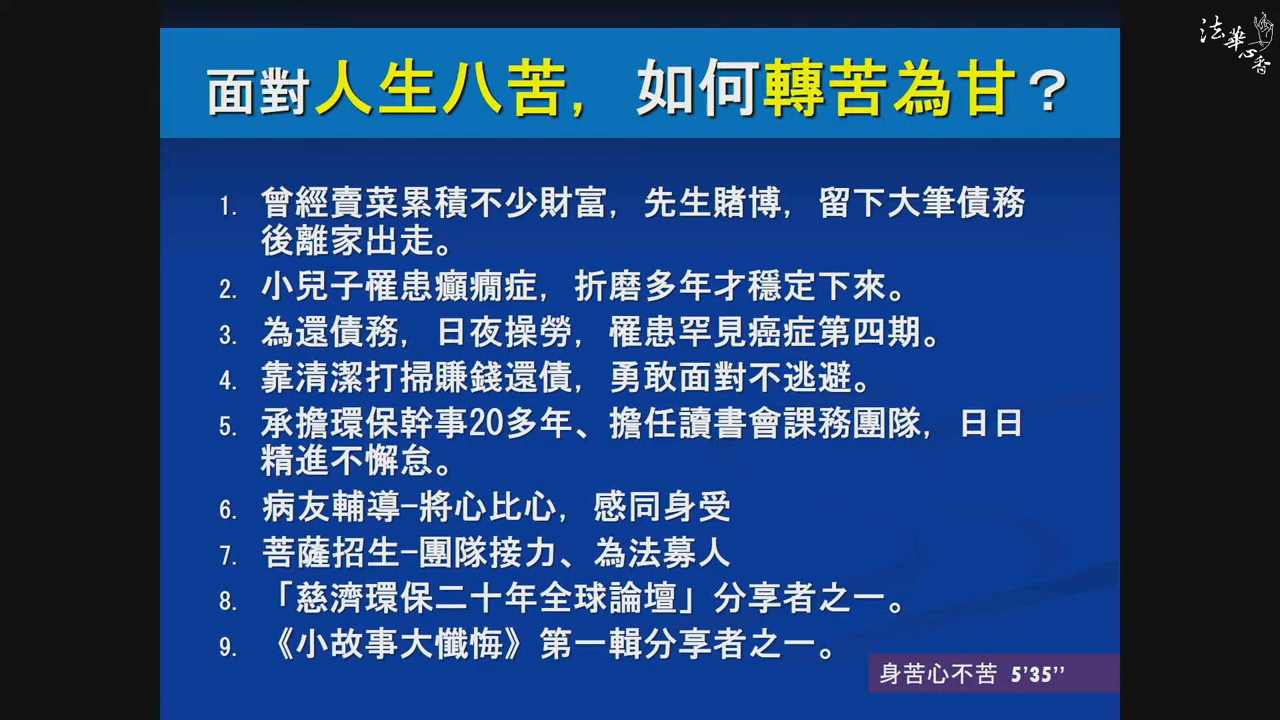 法華心香
面對人生八苦，如何轉苦為甘？
1. 曾經賣菜累積不少財富，先生賭博，留下大筆債務
後離家出走。
2. 小兒子罹患癲癇症，折磨多年才穩定下來。
3. 為還債務，日夜操勞，罹患罕見癌症第四期。
4. 靠清潔打掃賺錢還債，勇敢面對不逃避。
5. 承擔環保幹事20多年、擔任讀書會課務團隊，日日
精進不懈怠。
6. 病友輔導-將心比心，感同身受
7. 菩薩招生-團隊接力、為法募人
8. 「慈濟環保二十年全球論壇」分享者之一。
9. 《小故事大懺悔》第一輯分享者之一。
身苦心不苦 5’35’’